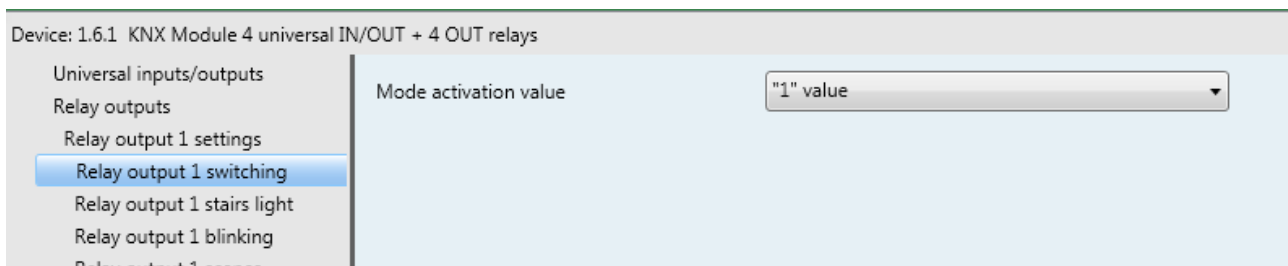 Device: 1.6.1 KNX Module 4 universal IN/OUT + 4 OUT relays
Universal inputs/outputs
Relay outputs
Relay output 1 settings
Relay output 1 switching
Relay output 1 stairs light
Relay output 1 blinking
Mode activation value
"1" value